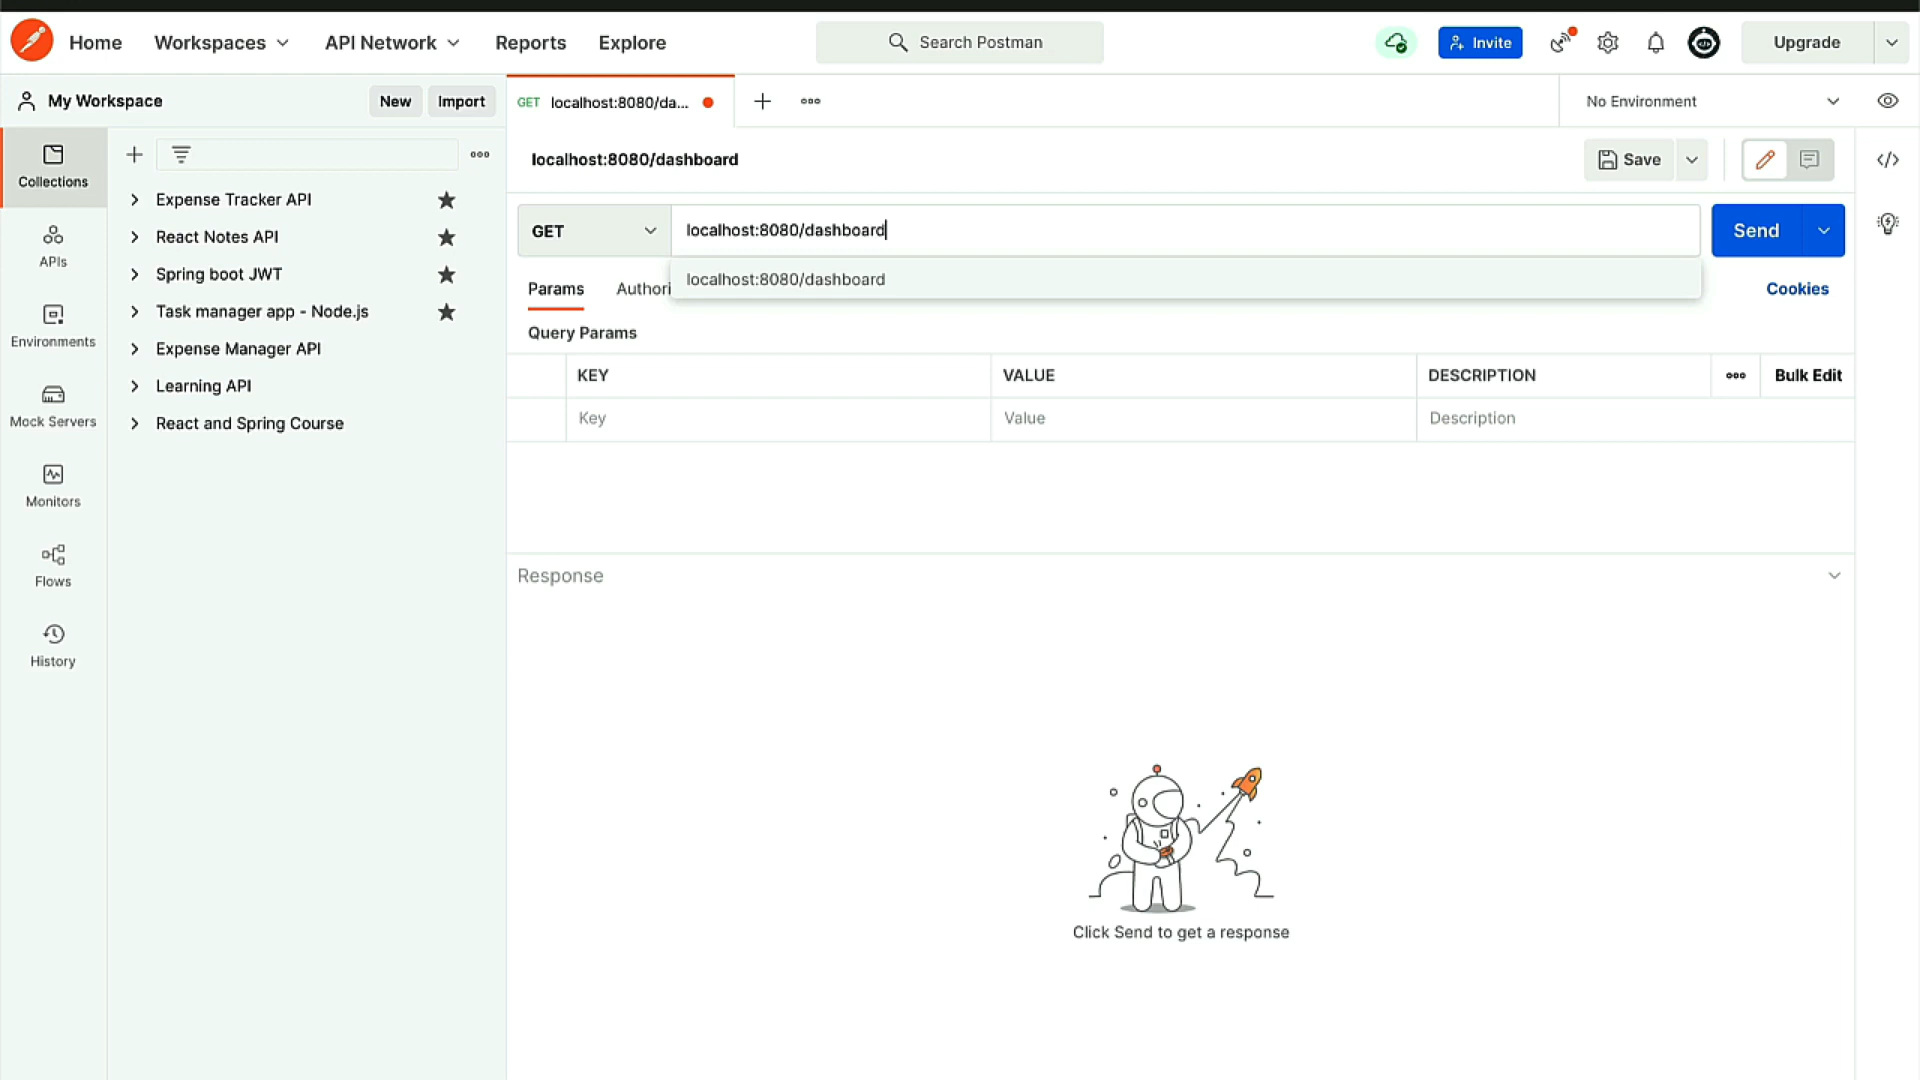 Home Workspaces API Network Reports Explore Search Postman Invite Upgrade
My Workspace New Import GET localhost:8080/da... No Environment
Collections
localhost:8080/dashboard Save
Expense Tracker API
React Notes API
Spring boot JWT
Task manager app - Node.js
Expense Manager API
Learning API
React and Spring Course
APIs
Environments
Mock Servers
Monitors
Flows
History
GET localhost:8080/dashboard Send
localhost:8080/dashboard
Params Authori Cookies
Query Params
KEY VALUE DESCRIPTION Bulk Edit
Key Value Description
Response
Click Send to get a response